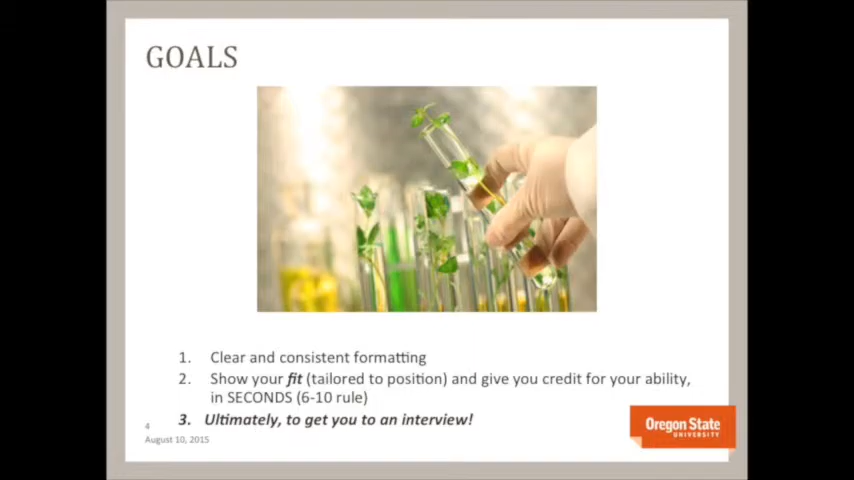 GOALS
1. Clear and consistent formatting
2. Show your fit (tailored to position) and give you credit for your ability,
in SECONDS (6-10 rule)
3. Ultimately, to get you to an interview!
4
August 10, 2015
Oregon State
UNIVERSITY